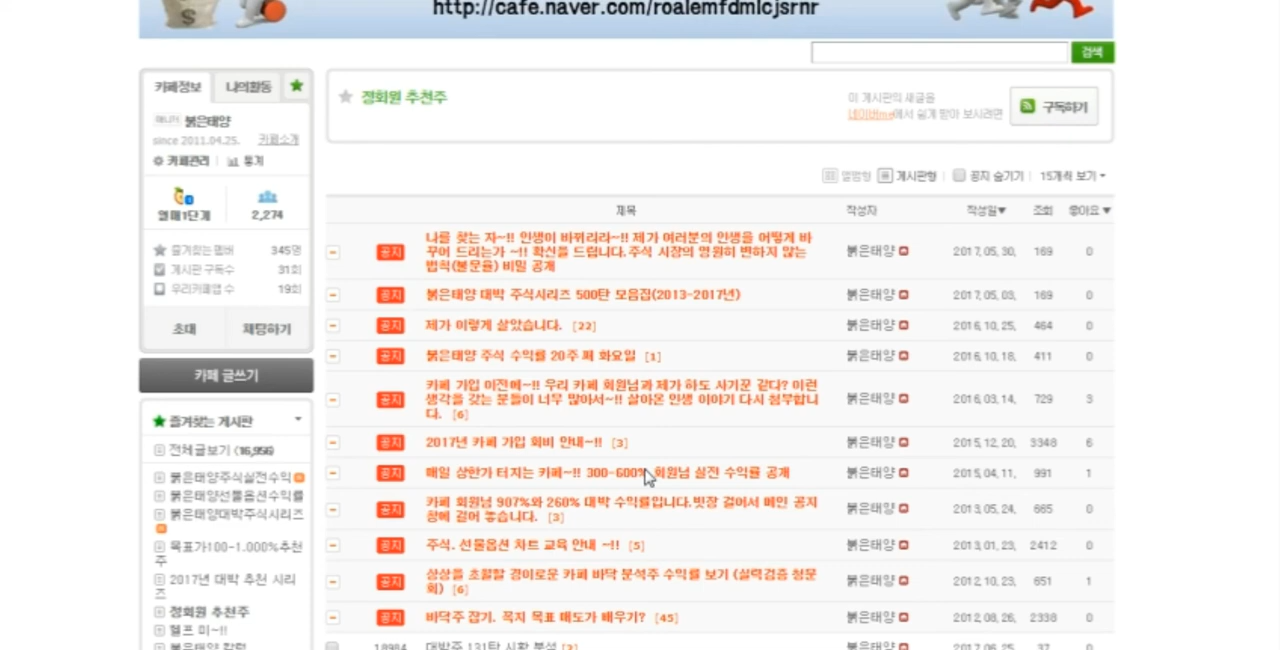 http://cafe.naver.com/roalemfdmlcjsrnr
검색
카페정보 나의활동
정회원 추천주
이 게시판의 새글을
네이버me에서 쉽게 받아 보시려면
구독하기
매니저 붉은태양
since 2011.04.25. 카페소개
카페관리 통계
앨범형 게시판형 공지 숨기기 15개씩 보기
열매1단계 2,274
제목 작성자 작성일 조회 좋아요
즐겨찾는 멤버 345명
게시판 구독수 31회
우리카페앱 수 19회
초대 채팅하기
카페 글쓰기
즐겨찾는 게시판
전체글보기 (16,956)
붉은태양주식실전수익
붉은태양선물옵션수익률
붉은태양대박주식시리즈
목표가100-1.000%추천
주
2017년 대박 추천 시리
즈
정회원 추천주
헬프 미~!!
붉은태양 칼럼
공지 나를 찾는 자~!! 인생이 바뀌리라~!! 제가 여러분의 인생을 어떻게 바
꾸어 드리는가 ~!! 확신을 드립니다.주식 시장의 영원히 변하지 않는
법칙(불문율) 비밀 공개 붉은태양 2017.05.30. 169 0
공지 붉은태양 대박 주식시리즈 500탄 모음집(2013-2017년) 붉은태양 2017.05.03. 169 0
공지 제가 이렇게 살았습니다. [22] 붉은태양 2016.10.25. 464 0
공지 붉은태양 주식 수익률 20주 째 화요일 [1] 붉은태양 2016.10.18. 411 0
공지 카페 가입 이전에~!! 우리 카페 회원님과 제가 하도 사기꾼 같다? 이런
생각을 갖는 분들이 너무 많아서~!! 살아온 인생 이야기 다시 첨부합니
다. [6] 붉은태양 2016.03.14. 729 3
공지 2017년 카페 가입 회비 안내~!! [3] 붉은태양 2015.12.20. 3348 6
공지 매일 상한가 터지는 카페~!! 300-600% 회원님 실전 수익률 공개 붉은태양 2015.04.11. 991 1
공지 카페 회원님 907%와 260% 대박 수익률입니다.빗장 걸어서 메인 공지
창에 걸어 놓습니다. [3] 붉은태양 2013.05.24. 665 0
공지 주식. 선물옵션 차트 교육 안내 ~!! [5] 붉은태양 2013.01.23. 2412 0
공지 상상을 초월할 경이로운 카페 바닥 분석주 수익률 보기 (실력검증 청문
회) [6] 붉은태양 2012.10.23. 651 1
공지 바닥주 잡기. 꼭지 목표 매도가 배우기? [45] 붉은태양 2012.08.26. 2338 0
18984 대박주 131탄 시황 분석 [3] 붉은태양 2017.06.25. 37 0